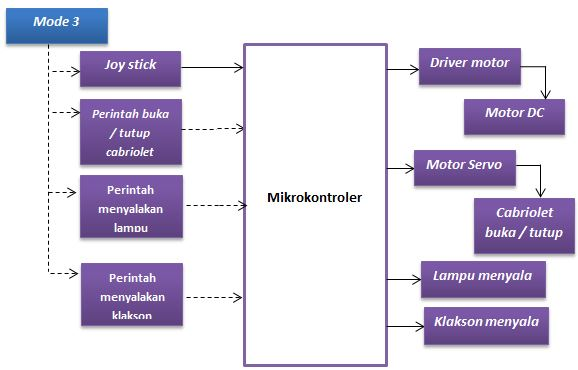 Mode 3
Joy stick
Perintah buka
/ tutup
cabriolet
Perintah
menyalakan
lampu
Perintah
menyalakan
klakson
Mikrokontroler
Driver motor
Motor DC
Motor Servo
Cabriolet
buka / tutup
Lampu menyala
Klakson menyala